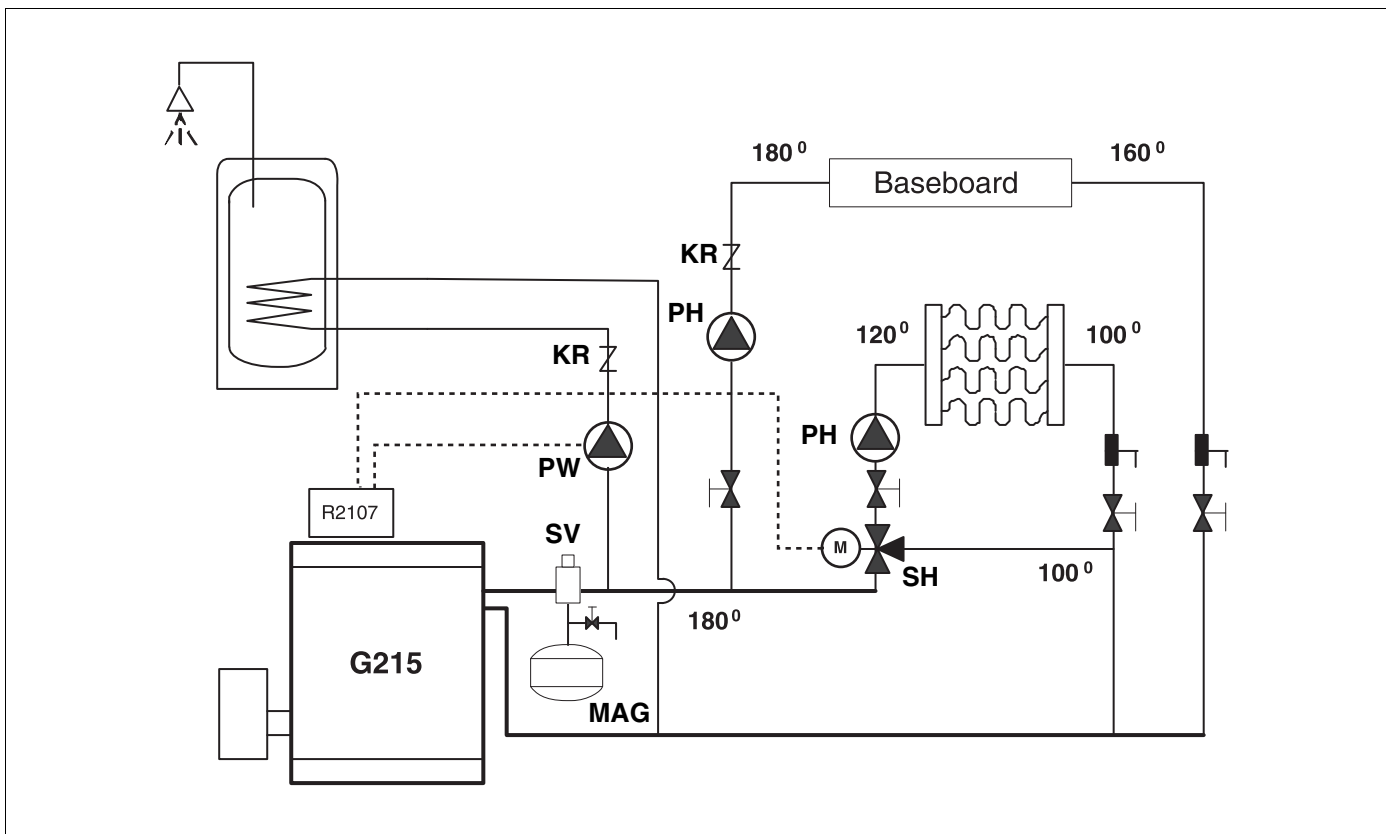 180⁰
160⁰
Baseboard
KR
PH
120⁰
100⁰
KR
PH
PW
R2107
SV
M
SH
100⁰
180⁰
G215
MAG